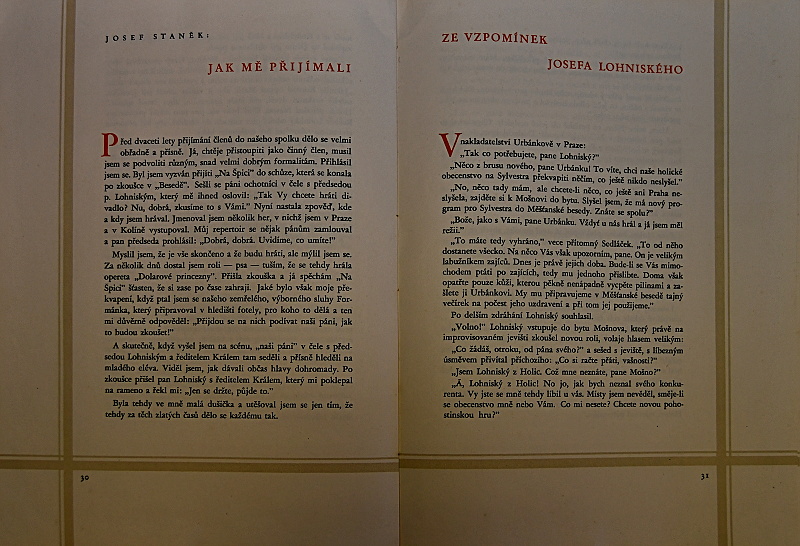 JOSEF STANĚK:
JAK MĚ PŘIJÍMALI
Před dvaceti lety přijímání členů do našeho spolku dělo se velmi
obřadně a přísně. Já, chtěje přistoupiti jako činný člen, musil
jsem se podvoliti různým, snad velmi dobrým formalitám. Přihlásil
jsem se. Byl jsem vyzván přijíti „Na Špici" do schůze, která se konala
po zkoušce v „Besedě". Sešli se páni ochotníci v čele s předsedou
p. Lohniským, který mě ihned oslovil: „Tak Vy chcete hráti di-
vadlo? Nu, dobrá, zkusíme to s Vámi." Nyní nastala zpověď, kde
a kdy jsem hrával. Jmenoval jsem několik her, v nichž jsem v Praze
a v Kolíně vystupoval. Můj repertoir se nějak pánům zamlouval
a pan předseda prohlásil: „Dobrá, dobrá. Uvidíme, co umíte!"
Myslil jsem, že je vše skončeno a že budu hráti, ale mýlil jsem se.
Za několik dnů dostal jsem roli — psa — tuším, že se tehdy hrála
opereta „Dolarové princezny". Přišla zkouška a já spěchám „Na
Špici" šťasten, že si zase po čase zahraji. Jaké bylo však moje pře-
kvapení, když ptal jsem se našeho zemřelého, výborného sluhy For-
mánka, který připravoval v hledišti fotely, pro koho to dělá a ten
mi důvěrně odpověděl: „Přijdou se na nich podívat naši páni, jak
to budou zkoušet!"
A skutečně, když vyšel jsem na scénu, „naši páni" v čele s před-
sedou Lohniským a ředitelem Králem tam seděli a přísně hleděli na
mladého eléva. Viděl jsem, jak dávali občas hlavy dohromady. Po
zkoušce přišel pan Lohniský s ředitelem Králem, který mi poklepal
na rameno a řekl mi: „Jen se držte, půjde to."
Byla tehdy ve mně malá dušička a utěšoval jsem se jen tím, že
tehdy za těch zlatých časů dělo se každému tak.
30
ZE VZPOMÍNEK
JOSEFA LOHNISKÉHO
V nakladatelství Urbánkově v Praze:
„Tak co potřebujete, pane Lohniský?"
„Něco z brusu nového, pane Urbánku! To víte, chci naše holické
obecenstvo na Sylvestra překvapiti něčím, co ještě nikdo neslyšel."
„No, něco tady mám, ale chcete-li něco, co ještě ani Praha ne-
slyšela, zajděte si k Mošnovi do bytu. Slyšel jsem, že má nový pro-
gram pro Sylvestra do Měšťanské besedy. Znáte se spolu?"
„Bože, jako s Vámi, pane Urbánku. Vždyť u nás hrál a já jsem měl
režii."
„To máte tedy vyhráno," vece přítomný Sedláček. „To od něho
dostanete všecko. Na něco Vás však upozorním, pane. On je velikým
labužníkem zajíců. Dnes je právě jejich doba. Bude-li se Vás mimo-
chodem ptáti po zajících, tedy mu jednoho přislibte. Doma však
opatřte pouze kůži, kterou pěkně nenápadně vycpěte pilinami a za-
šlete ji Urbánkovi. My mu připravujeme v Měšťanské besedě tajný
večírek na počest jeho uzdravení a při tom jej použijeme."
Po delším zdráhání Lohniský souhlasil.
„Volno!" Lohniský vstupuje do bytu Mošnova, který právě na
improvisovaném jevišti zkoušel novou roli, volaje hlasem velikým:
„Co žádáš, otroku, od pána svého?" a sešed s jeviště, s líbezným
úsměvem přivítal příchozího. „Co si račte přáti, vašnosti?"
„Jsem Lohniský z Holic. Což mne neznáte, pane Mošno?"
„Á, Lohniský z Holic! No jo, jak bych neznal svého konku-
renta. Vy jste se mně tehdy líbil u vás. Místy jsem nevěděl, směje-li
se obecenstvo mně nebo Vám. Co mi nesete? Chcete novou poho-
stinskou hru?"
31